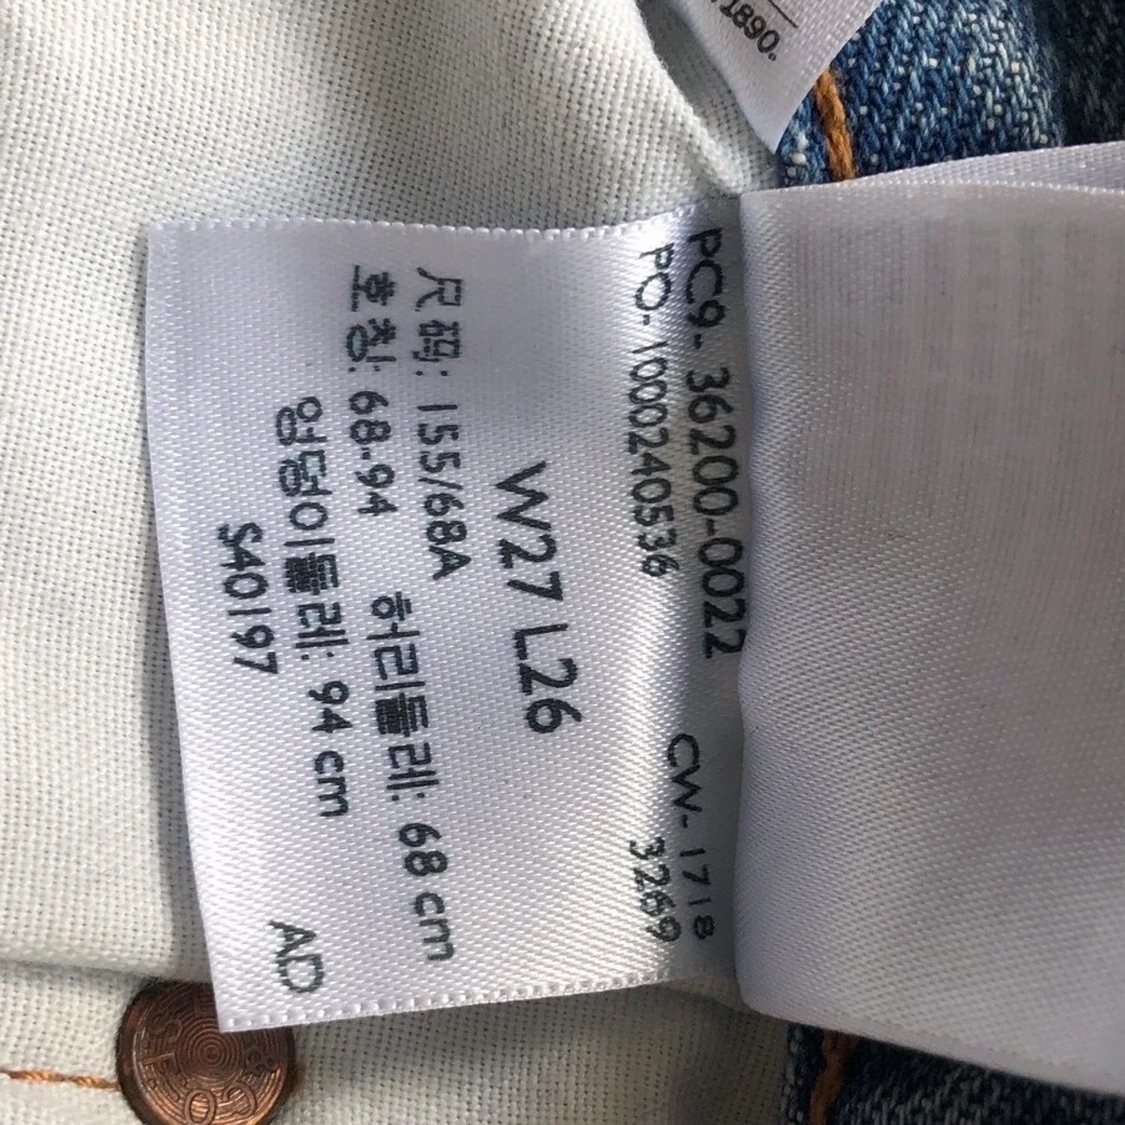 PC9- 36200-0022 CW- 1718
PO- 1000240536 3269
W27 L26
尺码: 155/68A
호칭: 68-94 허리둘레: 68 cm
엉덩이둘레: 94 cm
S40197 AD